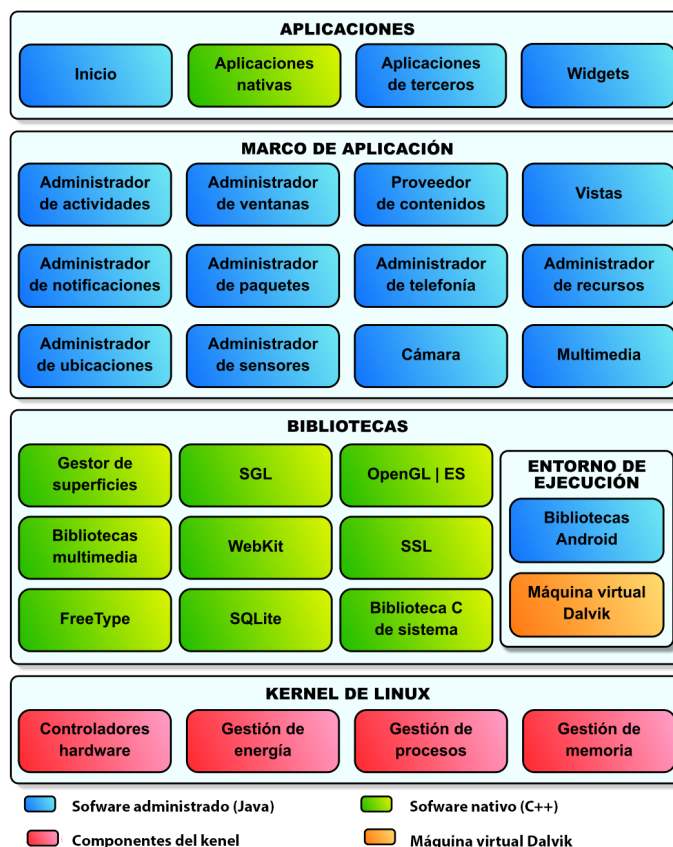 APLICACIONES
Inicio
Aplicaciones
nativas
Aplicaciones
de terceros
Widgets
MARCO DE APLICACIÓN
Administrador
de actividades
Administrador
de ventanas
Proveedor
de contenidos
Vistas
Administrador
de notificaciones
Administrador
de paquetes
Administrador
de telefonía
Administrador
de recursos
Administrador
de ubicaciones
Administrador
de sensores
Cámara
Multimedia
BIBLIOTECAS
Gestor de
superficies
SGL
OpenGL | ES
Bibliotecas
multimedia
WebKit
SSL
FreeType
SQLite
Biblioteca C
de sistema
ENTORNO DE
EJECUCIÓN
Bibliotecas
Android
Máquina virtual
Dalvik
KERNEL DE LINUX
Controladores
hardware
Gestión de
energía
Gestión de
procesos
Gestión de
memoria
Sofware administrado (Java)
Sofware nativo (C++)
Componentes del kenel
Máquina virtual Dalvik